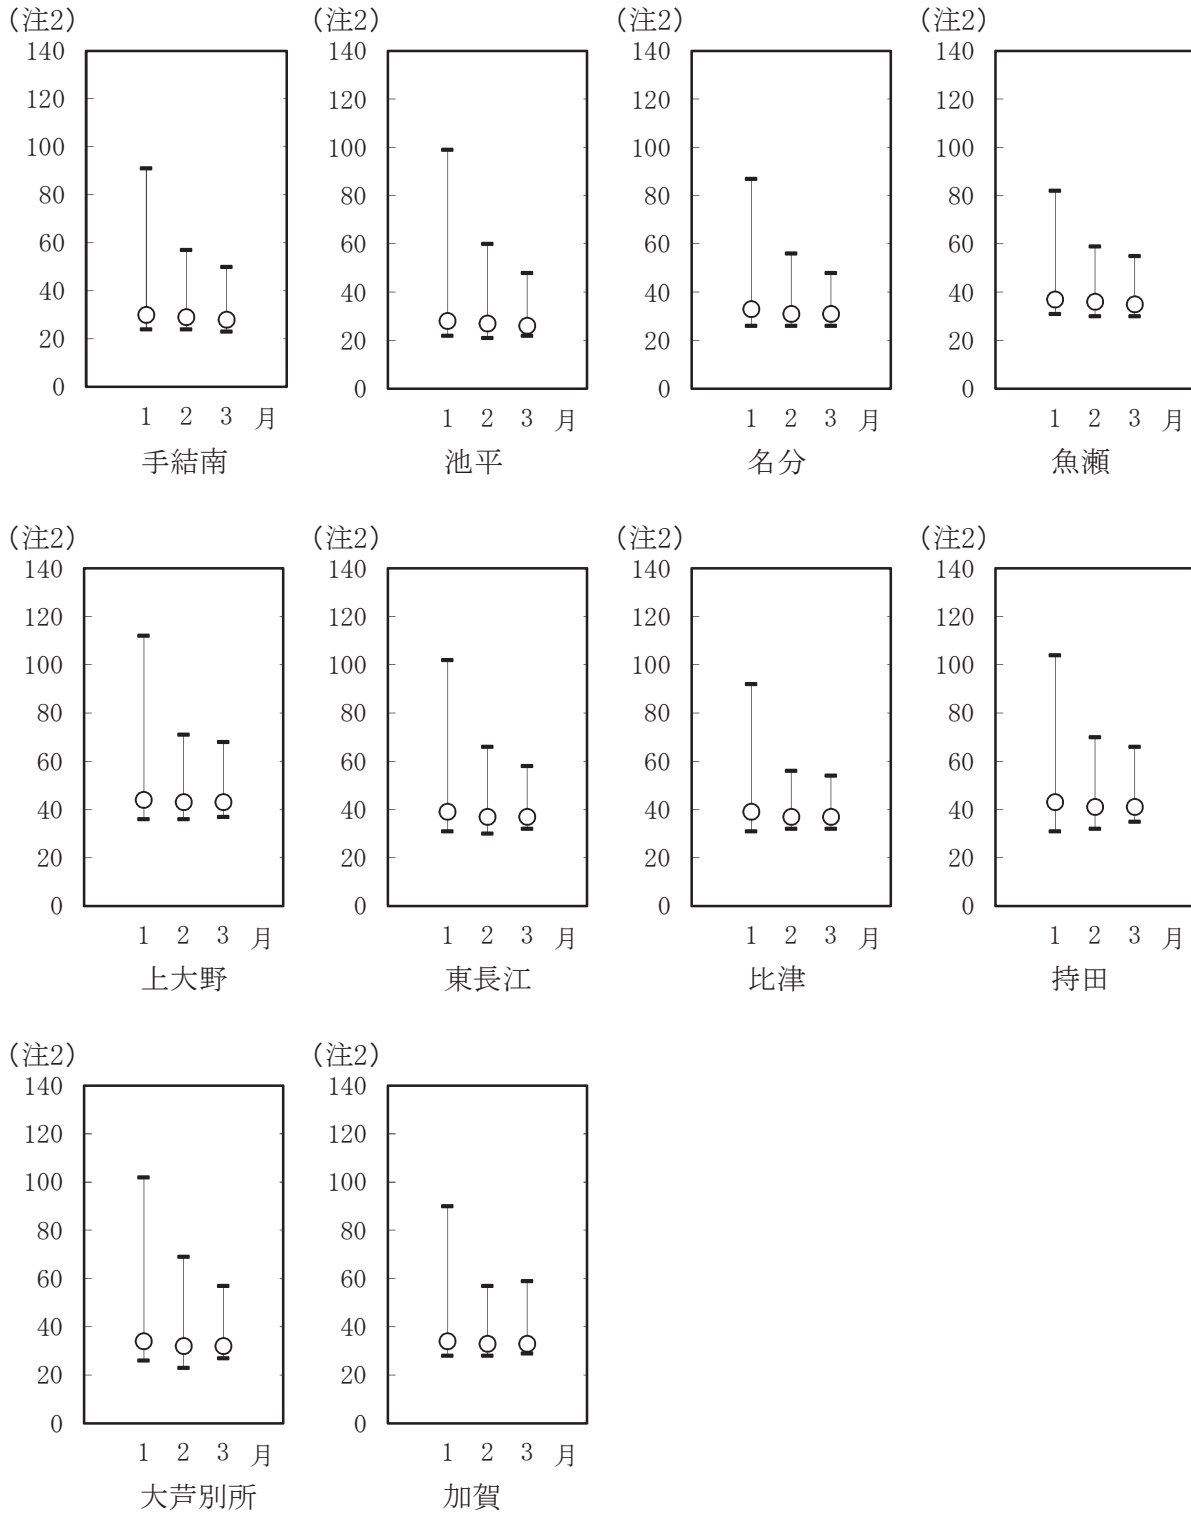 （注2） （注2） （注2） （注2）
140 140 140 140
120 120 120 120
100 100 100 100
80 80 80 80
60 60 60 60
40 40 40 40
20 20 20 20
0 0 0 0
1 2 3 月 1 2 3 月 1 2 3 月 1 2 3 月
手結南 池平 名分 魚瀬
（注2） （注2） （注2） （注2）
140 140 140 140
120 120 120 120
100 100 100 100
80 80 80 80
60 60 60 60
40 40 40 40
20 20 20 20
0 0 0 0
1 2 3 月 1 2 3 月 1 2 3 月 1 2 3 月
上大野 東長江 比津 持田
（注2） （注2）
140 140
120 120
100 100
80 80
60 60
40 40
20 20
0 0
1 2 3 月 1 2 3 月
大芦別所 加賀